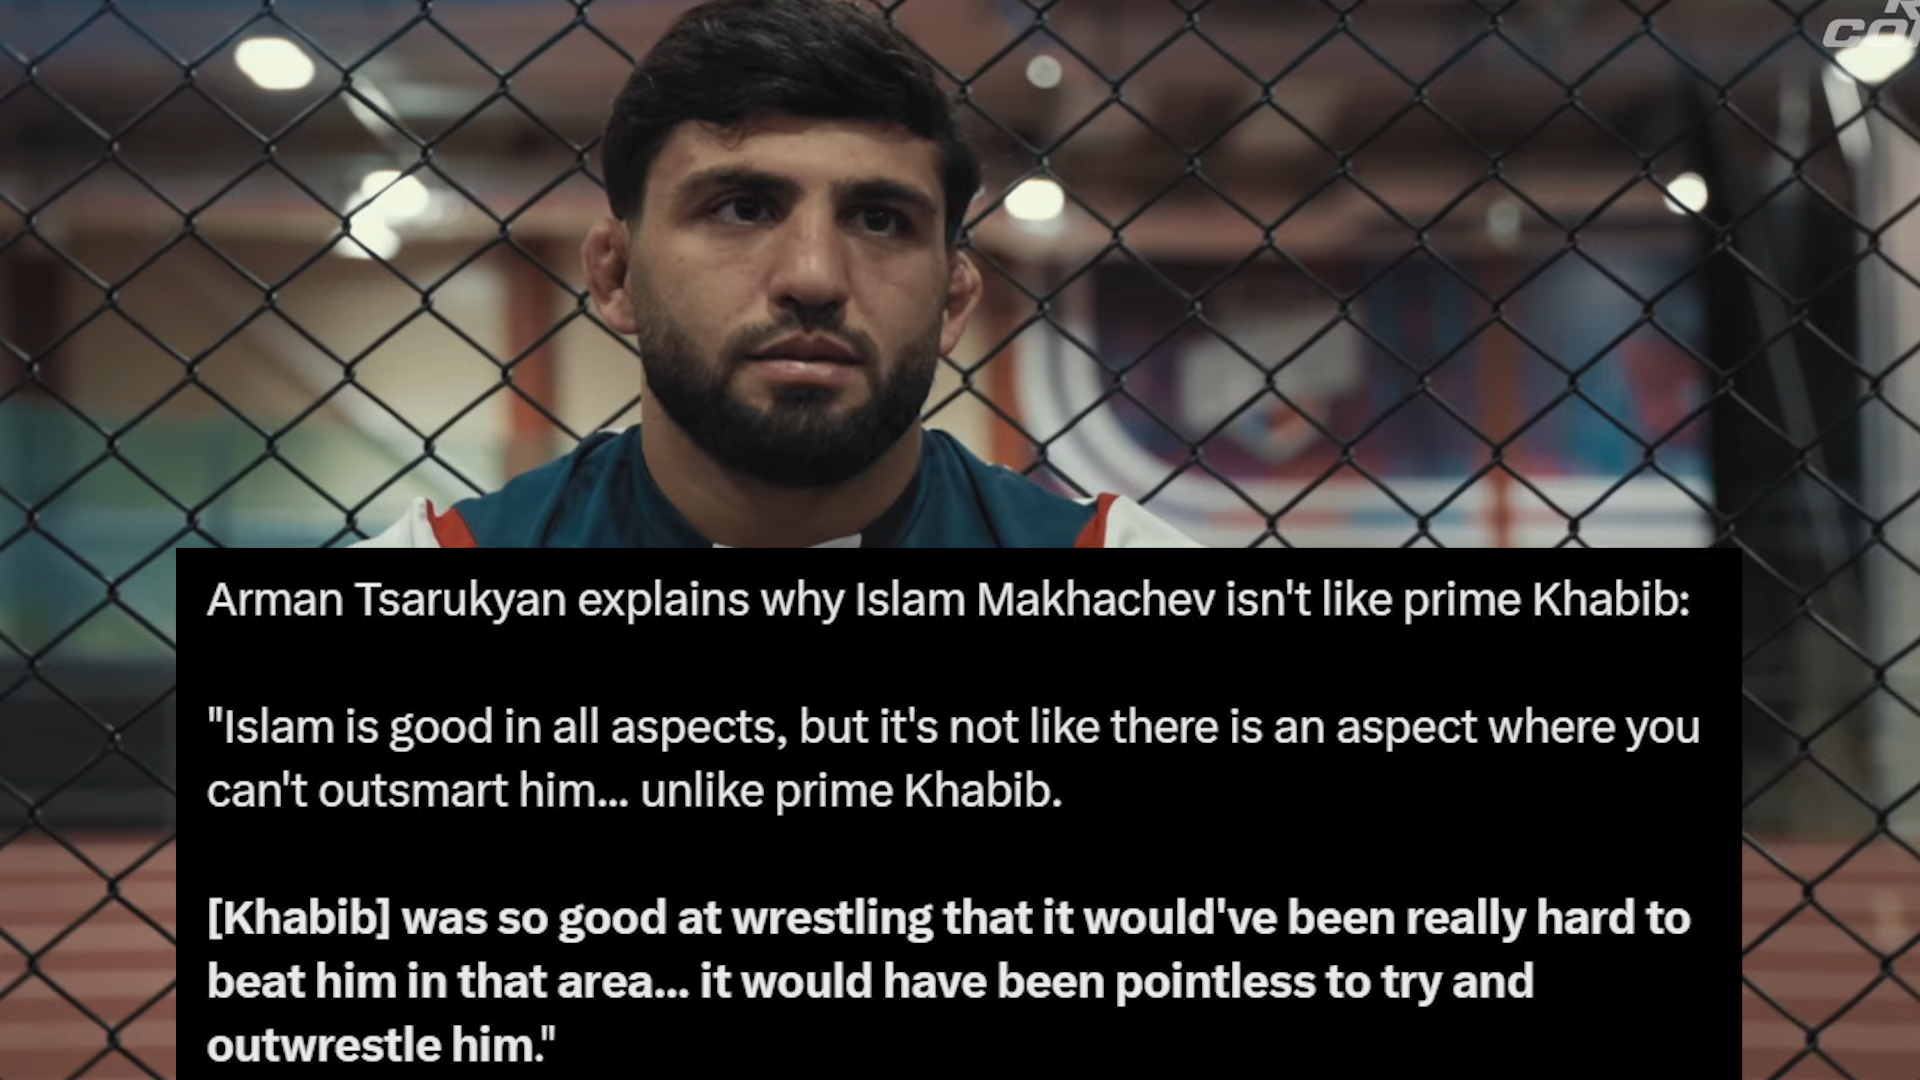 Arman Tsarukyan explains why Islam Makhachev isn't like prime Khabib:
"Islam is good in all aspects, but it's not like there is an aspect where you
can't outsmart him... unlike prime Khabib.
[Khabib] was so good at wrestling that it would've been really hard to
beat him in that area... it would have been pointless to try and
outwrestle him."